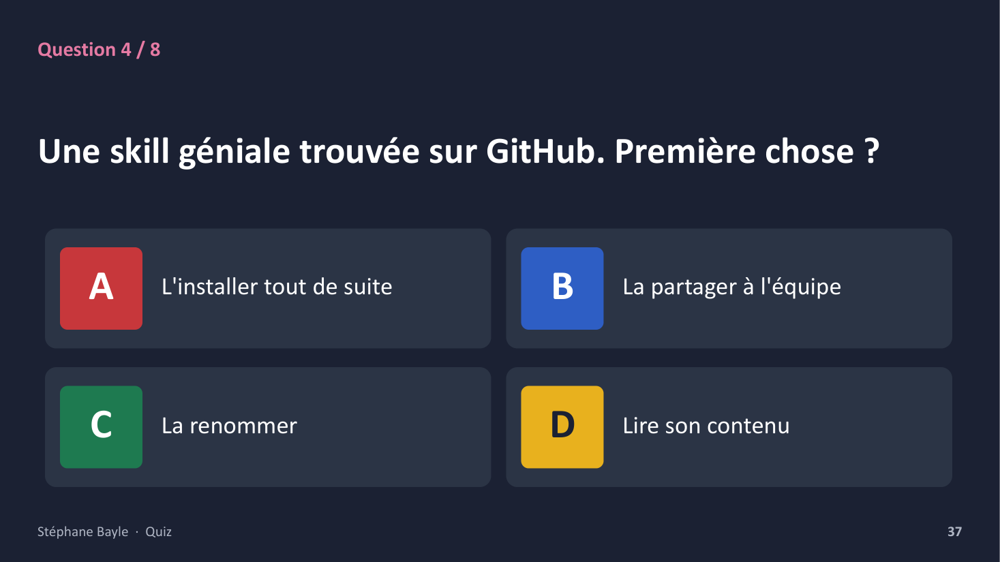 Question 4 / 8
Une skill géniale trouvée sur GitHub. Première chose ?
A
L'installer tout de suite
B
La partager à l'équipe
C
La renommer
D
Lire son contenu
Stéphane Bayle · Quiz
37